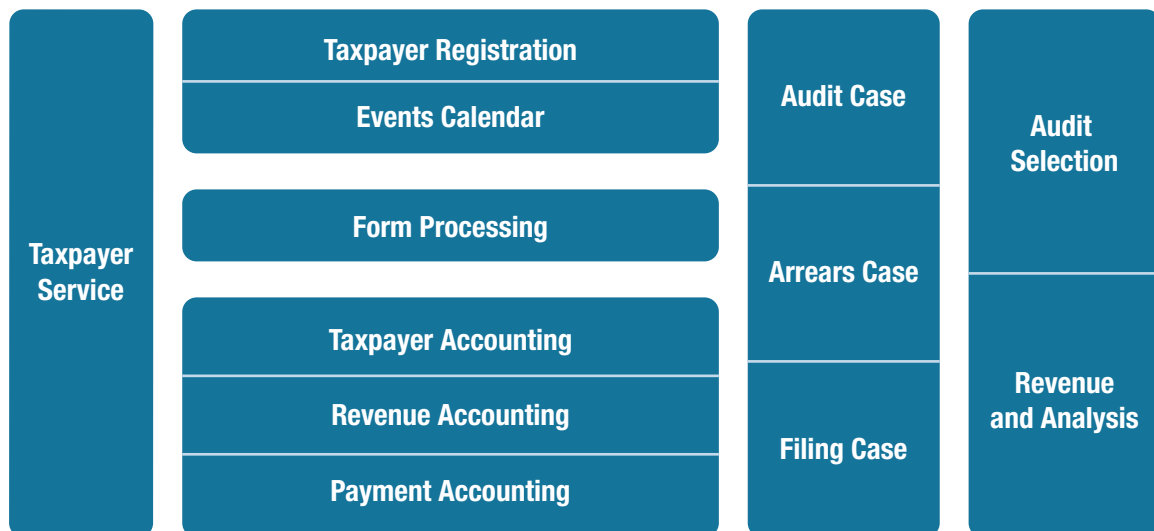 Taxpayer
Service
Taxpayer Registration
Events Calendar
Form Processing
Taxpayer Accounting
Revenue Accounting
Payment Accounting
Audit Case
Arrears Case
Filing Case
Audit
Selection
Revenue
and Analysis